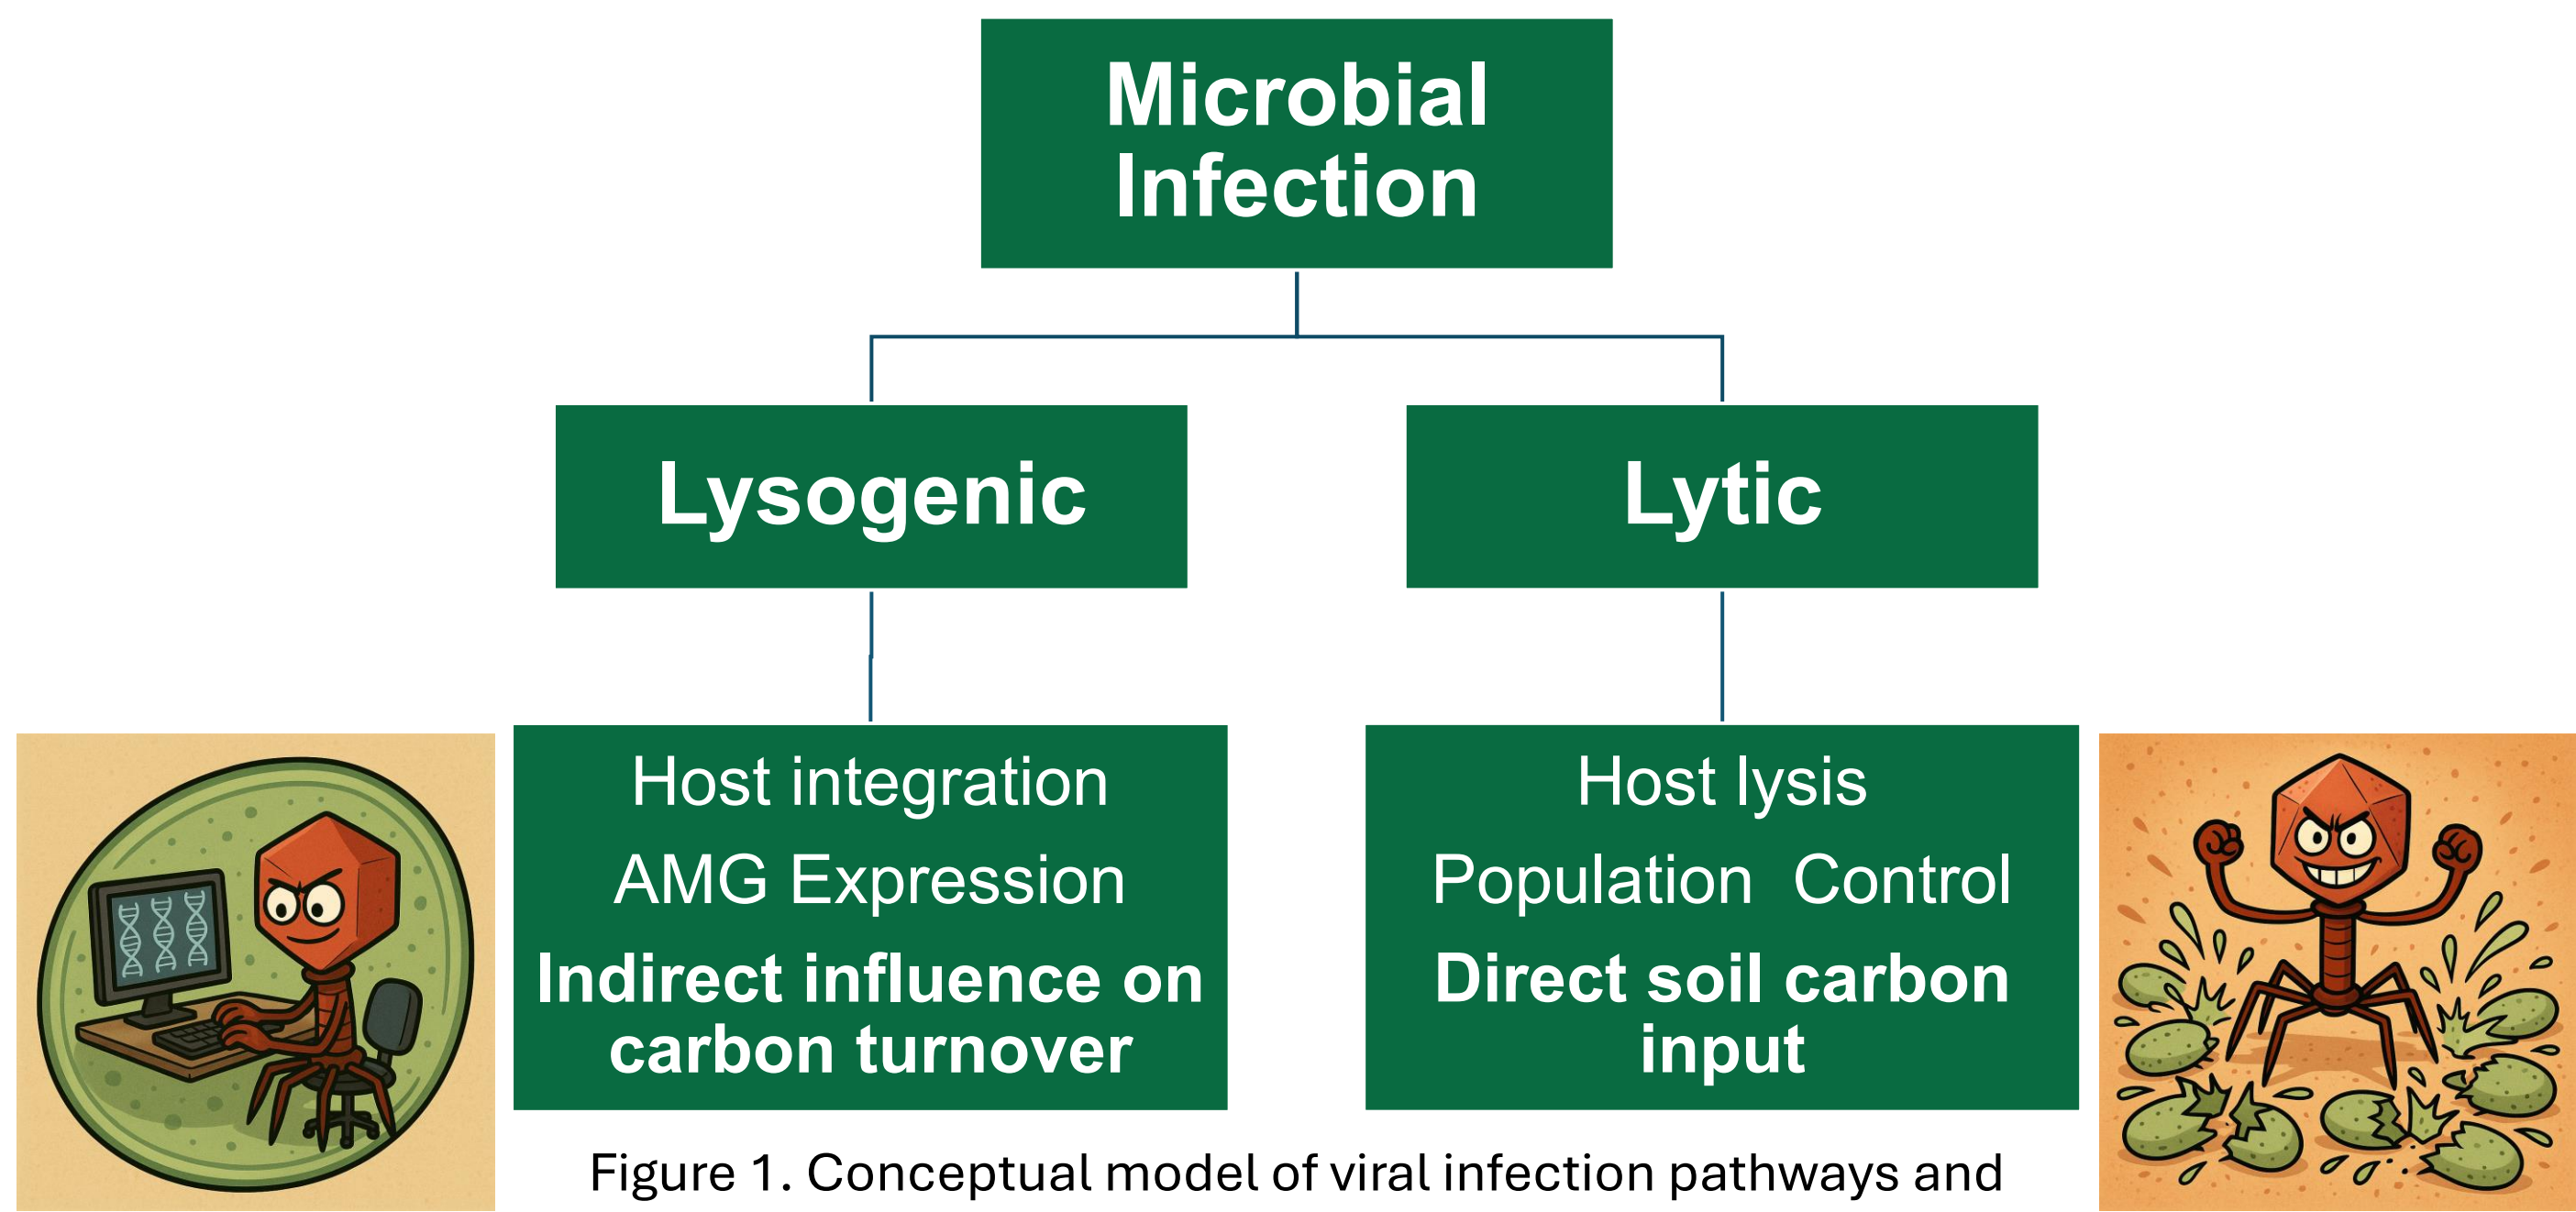 Microbial
Infection
Lysogenic
Lytic
Host integration
AMG Expression
Indirect influence on
carbon turnover
Host lysis
Population  Control
Direct soil carbon
input
Figure 1. Conceptual model of viral infection pathways and